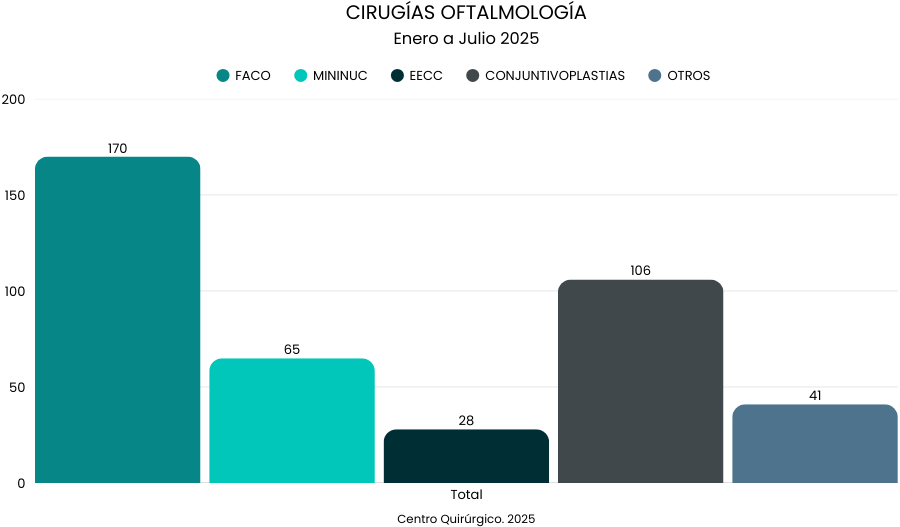 CIRUGÍAS OFTALMOLOGÍA
Enero a Julio 2025
FACO MININUC EECC CONJUNTIVOPLASTIAS OTROS
200
170
150
106
100
65
50
41
28
0
Total
Centro Quirúrgico. 2025